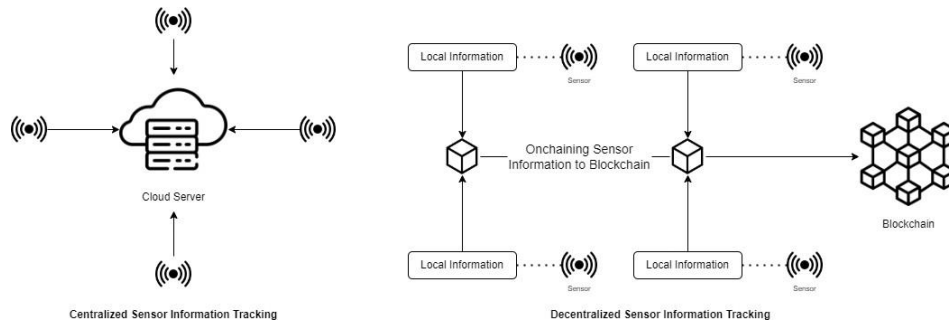 Local Information
Sensor
Local Information
Sensor
Cloud Server
Onchaining Sensor
Information to Blockchain
Blockchain
Local Information
Sensor
Local Information
Sensor
Centralized Sensor Information Tracking
Decentralized Sensor Information Tracking